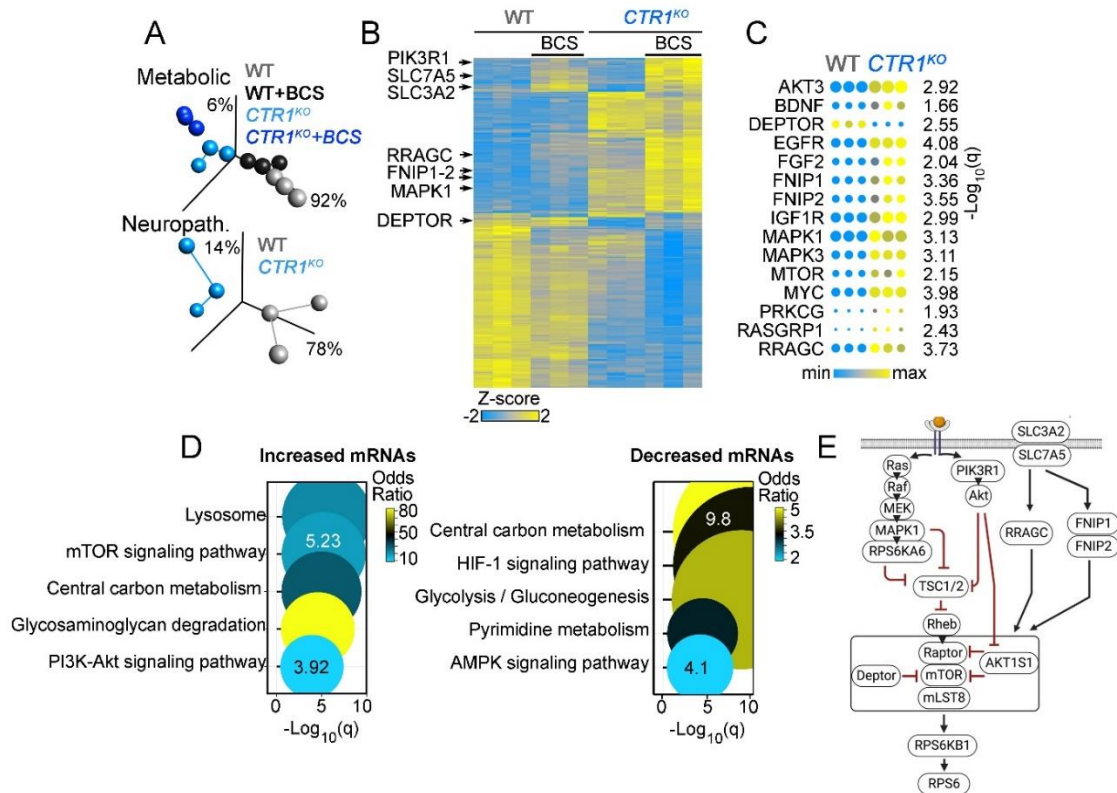 A
Metabolic
6%
WT
WT+BCS
CTR1KO
CTR1KO+BCS
92%
Neuropath.
14%
WT
CTR1KO
78%
B
WT
CTR1KO
BCS
BCS
PIK3R1
SLC7A5
SLC3A2
RRAGC
FNIP1-2
MAPK1
DEPTOR
Z-score
-2
2
C
WT CTR1KO
AKT3 2.92
BDNF 1.66
DEPTOR 2.55
EGFR 4.08
FGF2 2.04
FNIP1 3.36
FNIP2 3.55
IGF1R 2.99
MAPK1 3.13
MAPK3 3.11
MTOR 2.15
MYC 3.98
PRKCG 1.93
RASGRP1 2.43
RRAGC 3.73
-Log10(q)
min max
D
Increased mRNAs
Odds
Ratio
80
50
10
Lysosome
mTOR signaling pathway
5.23
Central carbon metabolism
Glycosaminoglycan degradation
PI3K-Akt signaling pathway
3.92
0 5 10
-Log10(q)
Decreased mRNAs
Odds
Ratio
5
3.5
2
Central carbon metabolism
9.8
HIF-1 signaling pathway
Glycolysis / Gluconeogenesis
Pyrimidine metabolism
AMPK signaling pathway
4.1
0 5 10
-Log10(q)
E
SLC3A2
SLC7A5
Ras
Raf
MEK
MAPK1
RPS6KA6
PIK3R1
Akt
RRAGC
FNIP1
FNIP2
TSC1/2
Rheb
Raptor
AKT1S1
Deptor
mTOR
mLST8
RPS6KB1
RPS6